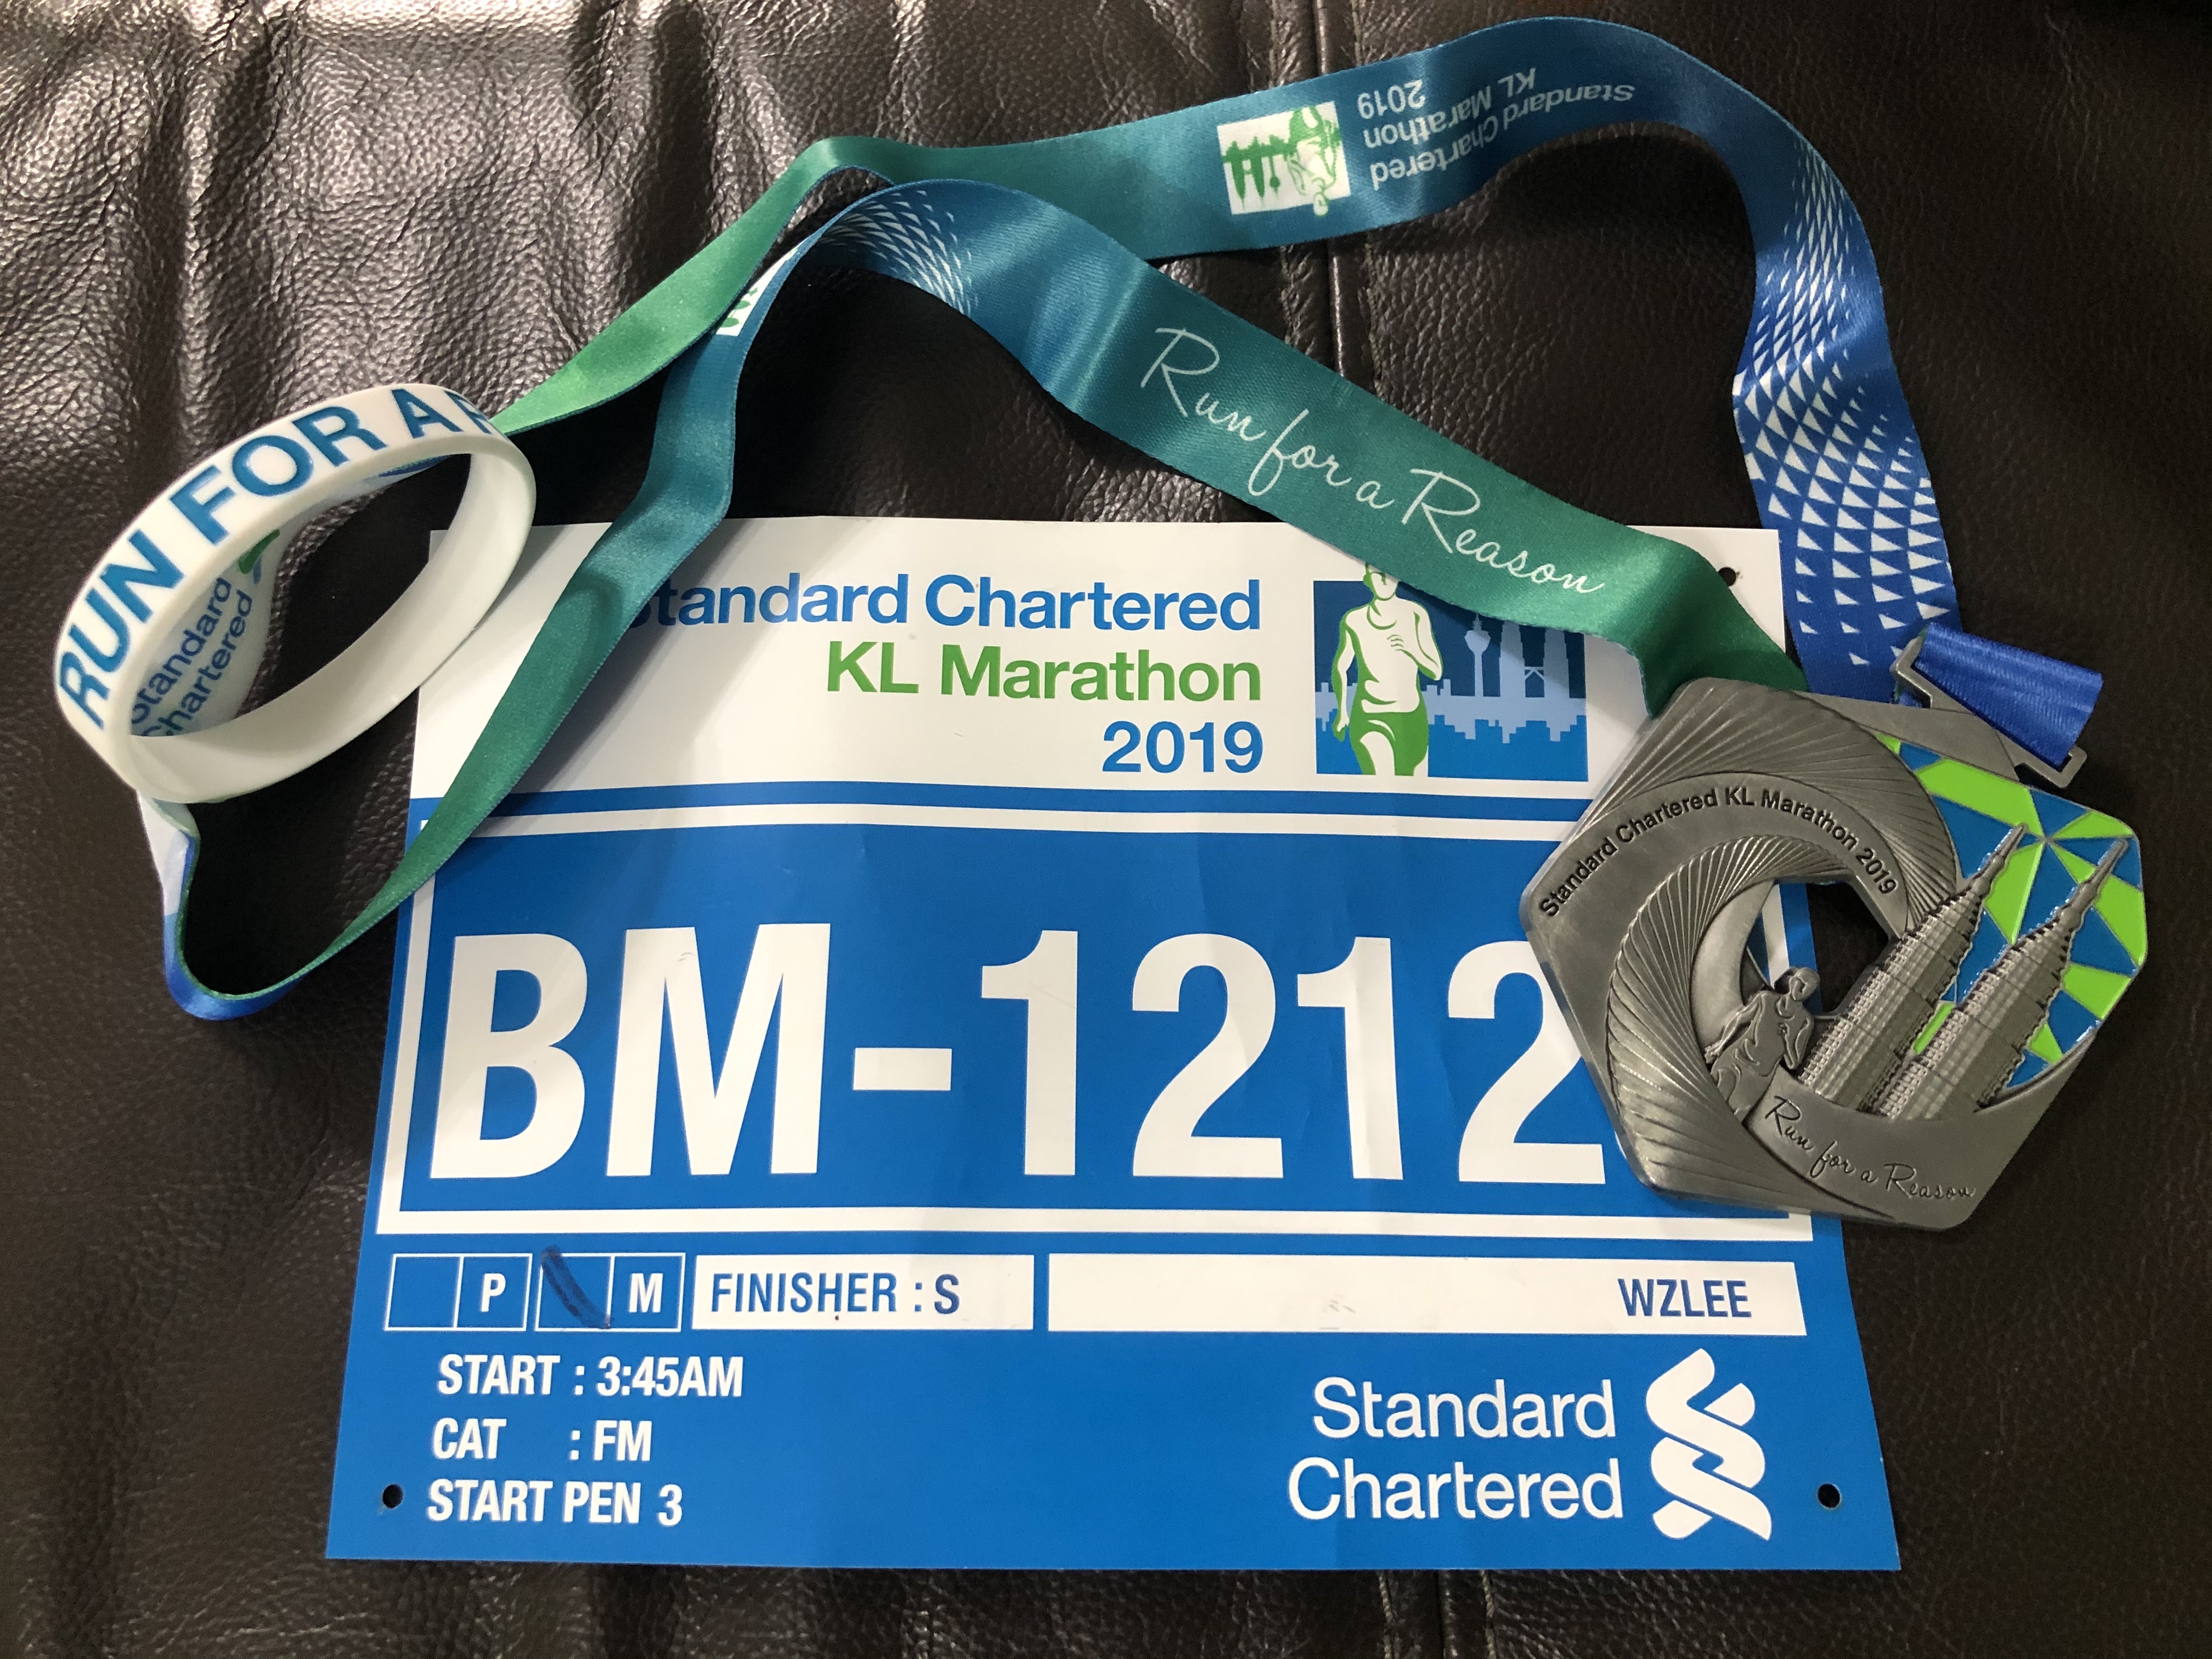 Standard Chartered
KL Marathon
2019
Run for a Reason
RUN FOR A
Standard
Chartered
tandard Chartered
KL Marathon
2019
Standard Chartered KL Marathon 2019
Run for a Reason
BM-1212
P M FINISHER : S WZLEE
START : 3:45AM
CAT : FM
START PEN 3
Standard
Chartered